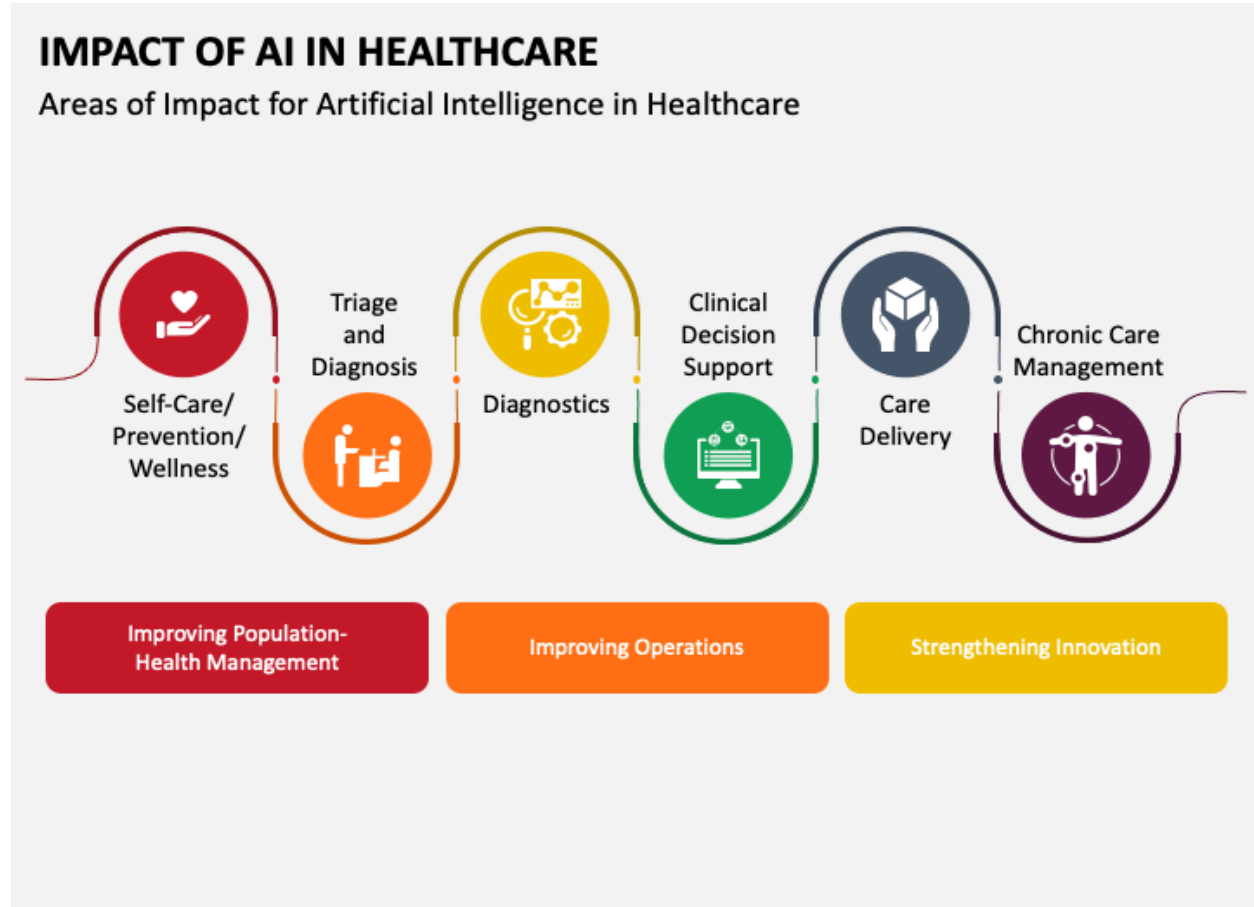 IMPACT OF AI IN HEALTHCARE
Areas of Impact for Artificial Intelligence in Healthcare
Self-Care/
Prevention/
Wellness
Triage
and
Diagnosis
Diagnostics
Clinical
Decision
Support
Care
Delivery
Chronic Care
Management
Improving Population-
Health Management
Improving Operations
Strengthening Innovation